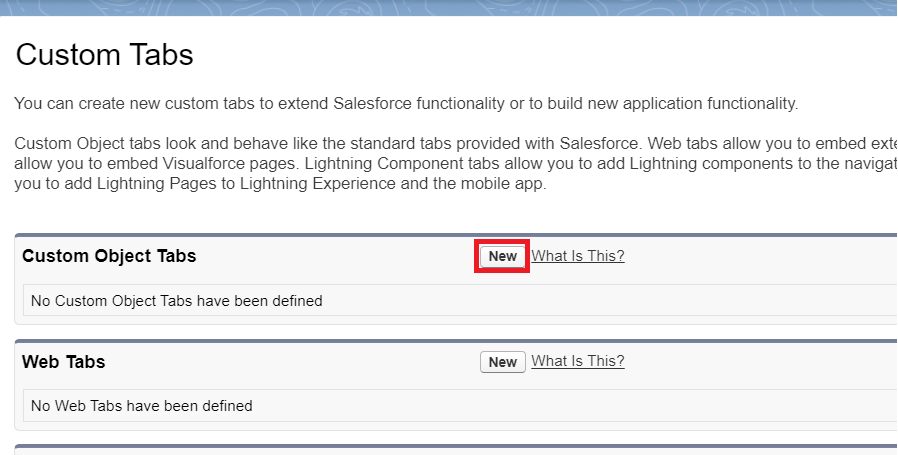 Custom Tabs
You can create new custom tabs to extend Salesforce functionality or to build new application functionality.
Custom Object tabs look and behave like the standard tabs provided with Salesforce. Web tabs allow you to embed
allow you to embed Visualforce pages. Lightning Component tabs allow you to add Lightning components to the
you to add Lightning Pages to Lightning Experience and the mobile app.
Custom Object Tabs New What Is This?
No Custom Object Tabs have been defined
Web Tabs New What Is This?
No Web Tabs have been defined